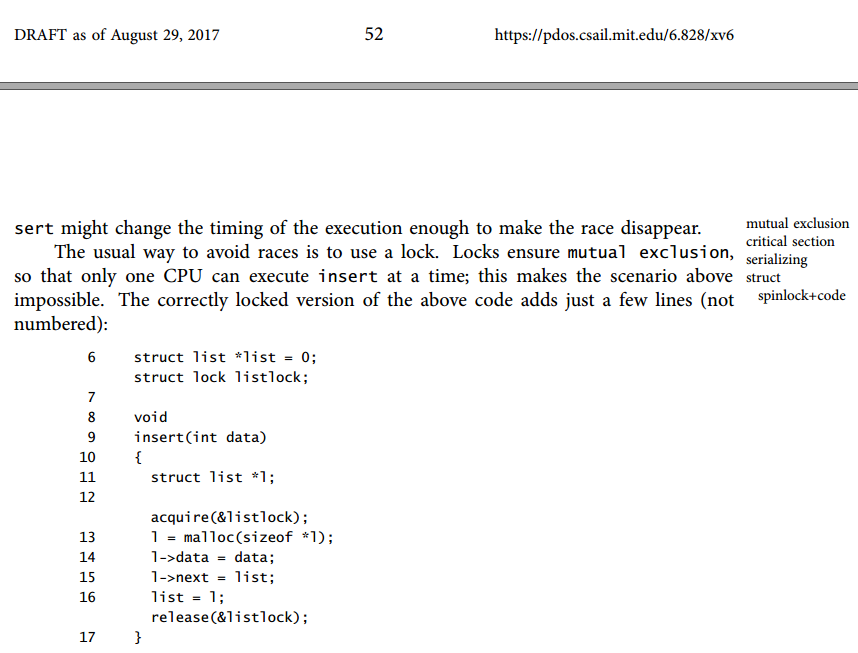 DRAFT as of August 29, 2017 52 https://pdos.csail.mit.edu/6.828/xv6
sert might change the timing of the execution enough to make the race disappear.
The usual way to avoid races is to use a lock. Locks ensure mutual exclusion,
so that only one CPU can execute insert at a time; this makes the scenario above
impossible. The correctly locked version of the above code adds just a few lines (not
numbered):
mutual exclusion
critical section
serializing
struct
spinlock+code
6 struct list *list = 0;
struct lock listlock;
7
8 void
9 insert(int data)
10 {
11 struct list *l;
12
acquire(&listlock);
13 l = malloc(sizeof *l);
14 l->data = data;
15 l->next = list;
16 list = l;
release(&listlock);
17 }